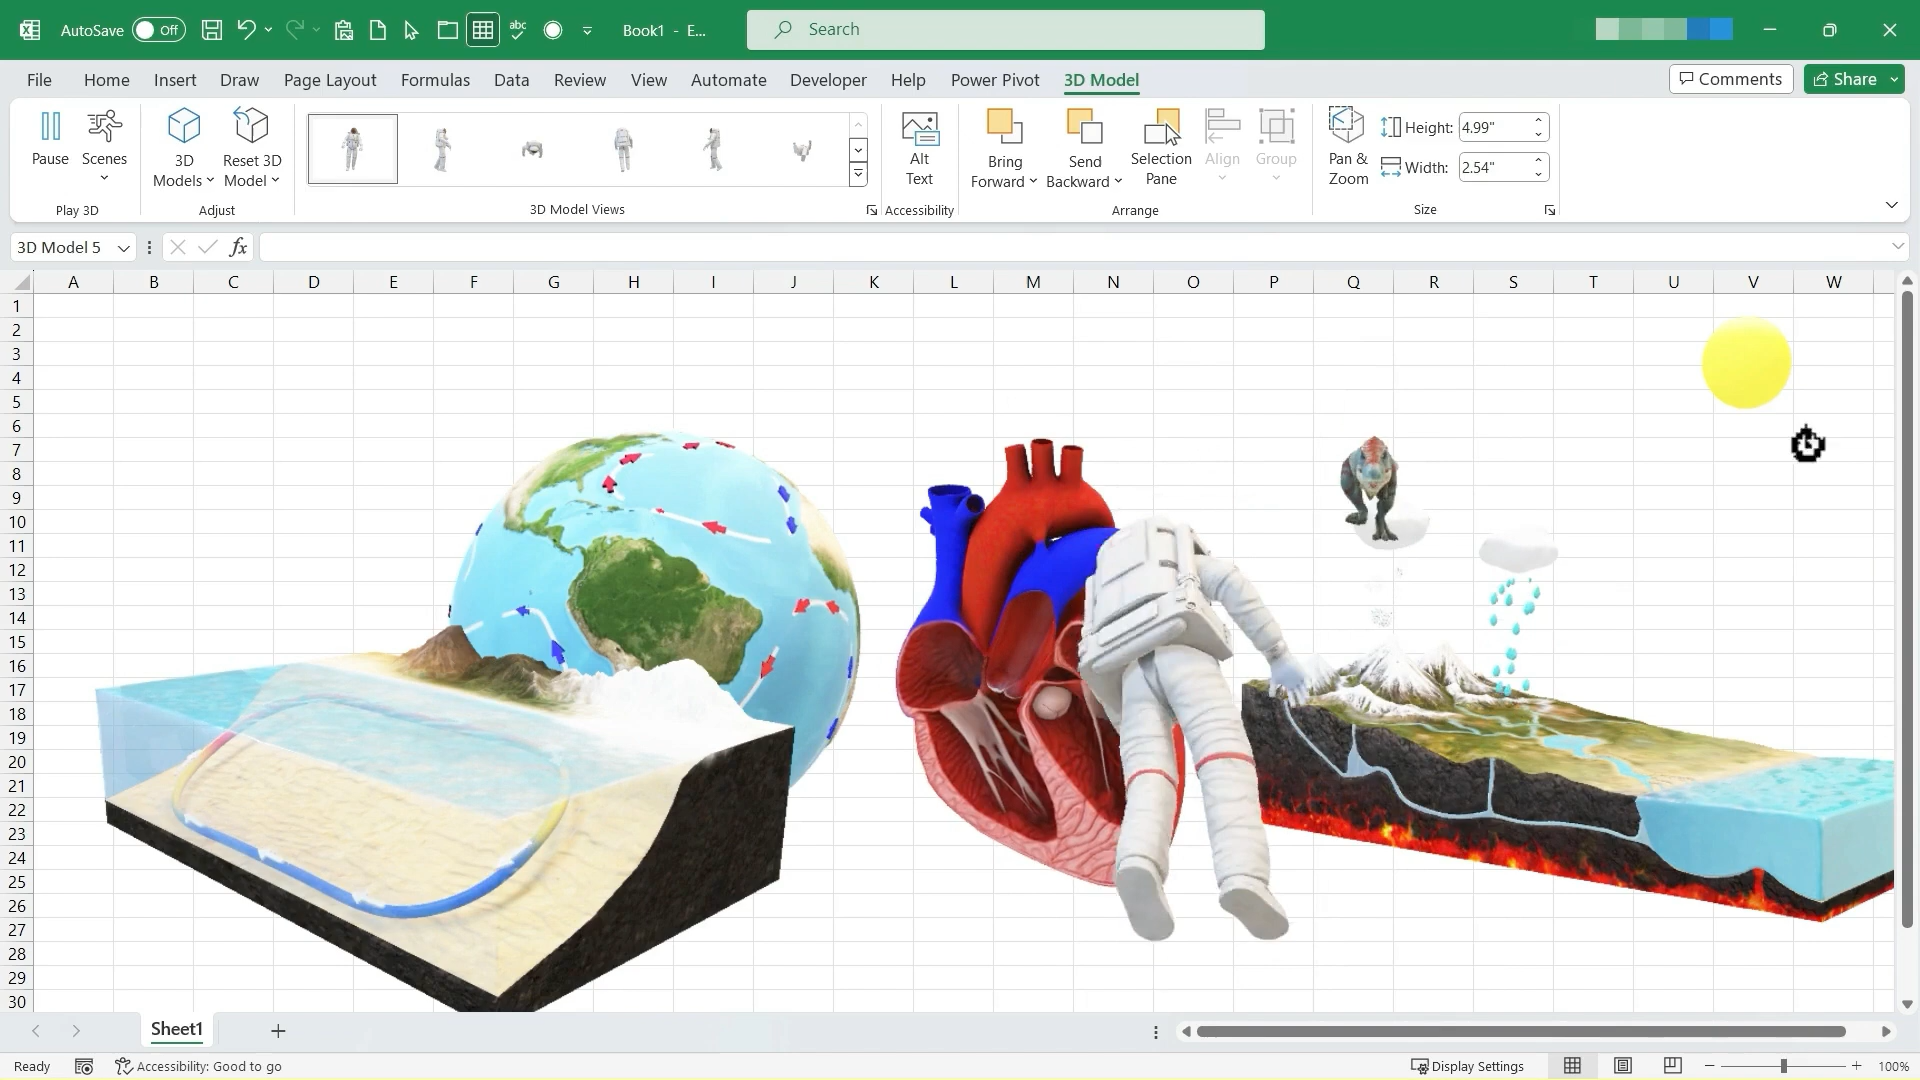 AutoSave Off abc Book1 - E... Search
File Home Insert Draw Page Layout Formulas Data Review View Automate Developer Help Power Pivot 3D Model Comments Share
Pause
Scenes
3D
Models
Reset 3D
Model
Alt
Text
Bring
Forward
Send
Backward
Selection
Pane
Align
Group
Pan &
Zoom
Height: 4.99"
Width: 2.54"
Play 3D Adjust 3D Model Views Accessibility Arrange Size
3D Model 5 fx
A B C D E F G H I J K L M N O P Q R S T U V W
1
2
3
4
5
6
7
8
9
10
11
12
13
14
15
16
17
18
19
20
21
22
23
24
25
26
27
28
29
30
Sheet1
Ready Accessibility: Good to go Display Settings 100%